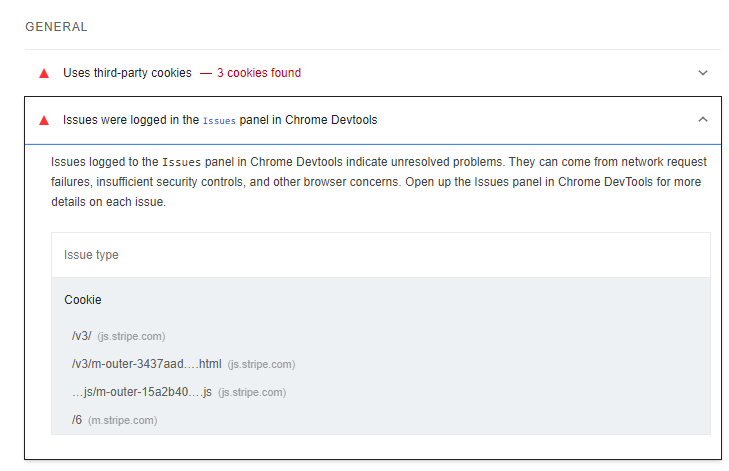 GENERAL
Uses third-party cookies — 3 cookies found
Issues were logged in the Issues panel in Chrome Devtools
Issues logged to the Issues panel in Chrome Devtools indicate unresolved problems. They can come from network request
failures, insufficient security controls, and other browser concerns. Open up the Issues panel in Chrome DevTools for more
details on each issue.
Issue type
Cookie
/v3/ (js.stripe.com)
/v3/m-outer-3437aad….html (js.stripe.com)
…js/m-outer-15a2b40….js (js.stripe.com)
/6 (m.stripe.com)